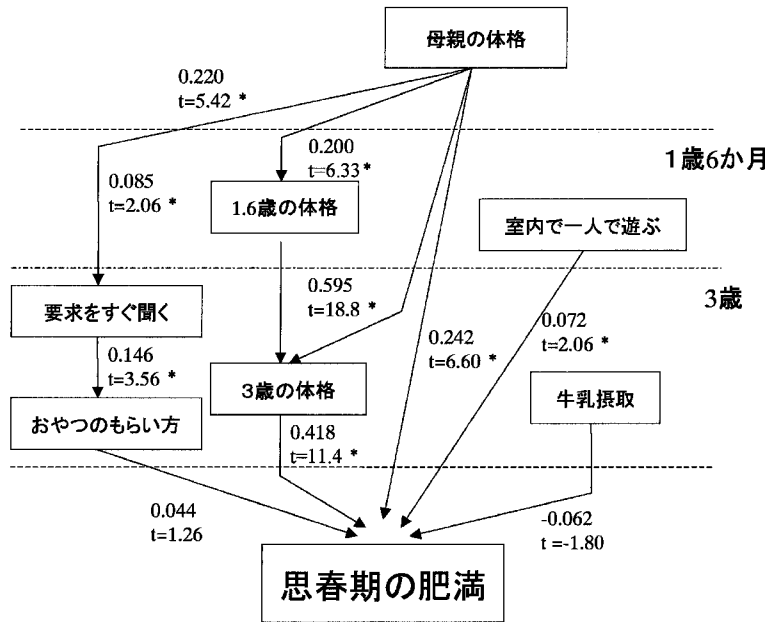 母親の体格
0.220
t=5.42 *
0.200
t=6.33*
1歳6か月
0.085
t=2.06 *
1.6歳の体格
室内で一人で遊ぶ
0.595
t=18.8 *
3歳
要求をすぐ聞く
0.072
t=2.06 *
0.242
t=6.60 *
0.146
t=3.56 *
3歳の体格
牛乳摂取
おやつのもらい方
0.418
t=11.4 *
0.044
t=1.26
-0.062
t =-1.80
思春期の肥満